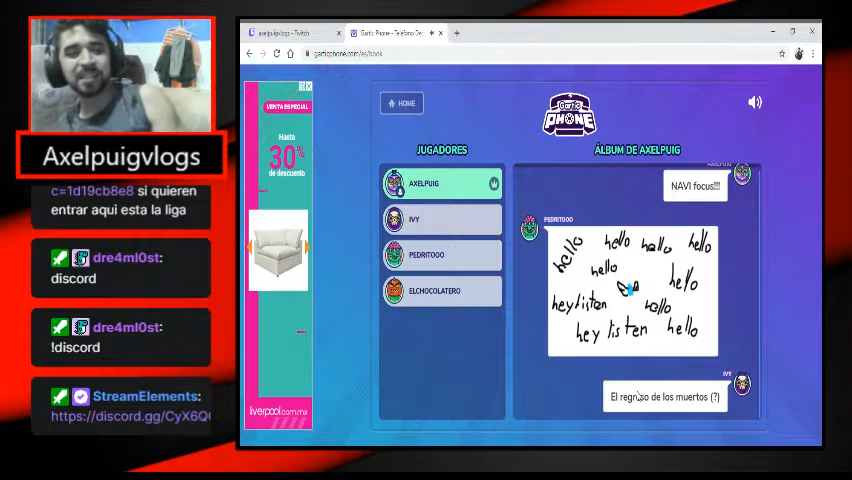 axelpuigvlogs - Twitch
Gartic Phone - Teléfono De:
garticphone.com/es/book
Axelpuigvlogs
c=1d19cb8e8 si quieren
entrar aqui esta la liga
dre4ml0st:
discord
dre4ml0st:
!discord
StreamElements:
https://discord.gg/CyX6Q
VENTA ESPECIAL
Hasta
30%
de descuento
liverpool.com.mx
HOME
Gartic
PHONE
JUGADORES
AXELPUIG
IVY
PEDRITOOO
ELCHOCOLATERO
ÁLBUM DE AXELPUIG
AXELPUIG
NAVI focus!!!
PEDRITOOO
hello hello hello hello
hello hello
hey listen hello
hey listen hello
IVY
El regreso de los muertos (?)